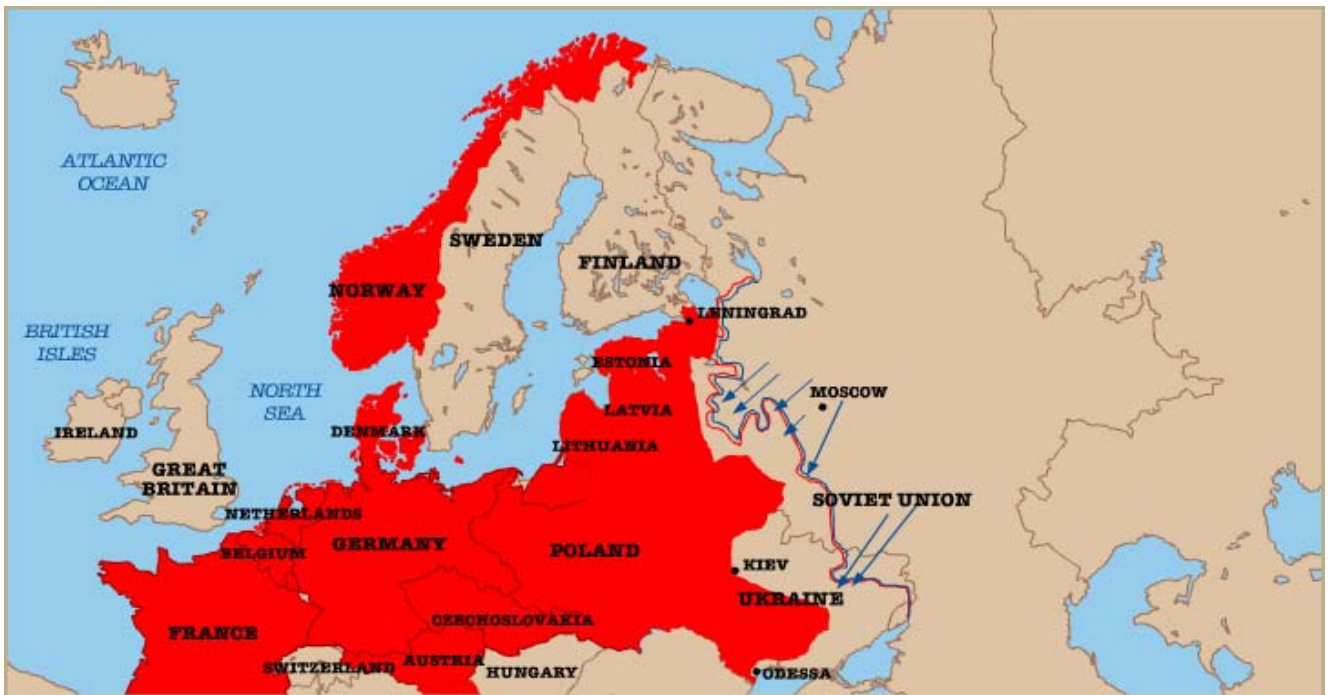 ATLANTIC
OCEAN
SWEDEN
FINLAND
NORWAY
LENINGRAD
BRITISH
ISLES
ESTONIA
NORTH
SEA
MOSCOW
LATVIA
IRELAND
DENMARK
LITHUANIA
GREAT
BRITAIN
SOVIET UNION
NETHERLANDS
GERMANY
BELGIUM
POLAND
KIEV
UKRAINE
CZECHOSLOVAKIA
FRANCE
SWITZERLAND
AUSTRIA
HUNGARY
ODESSA